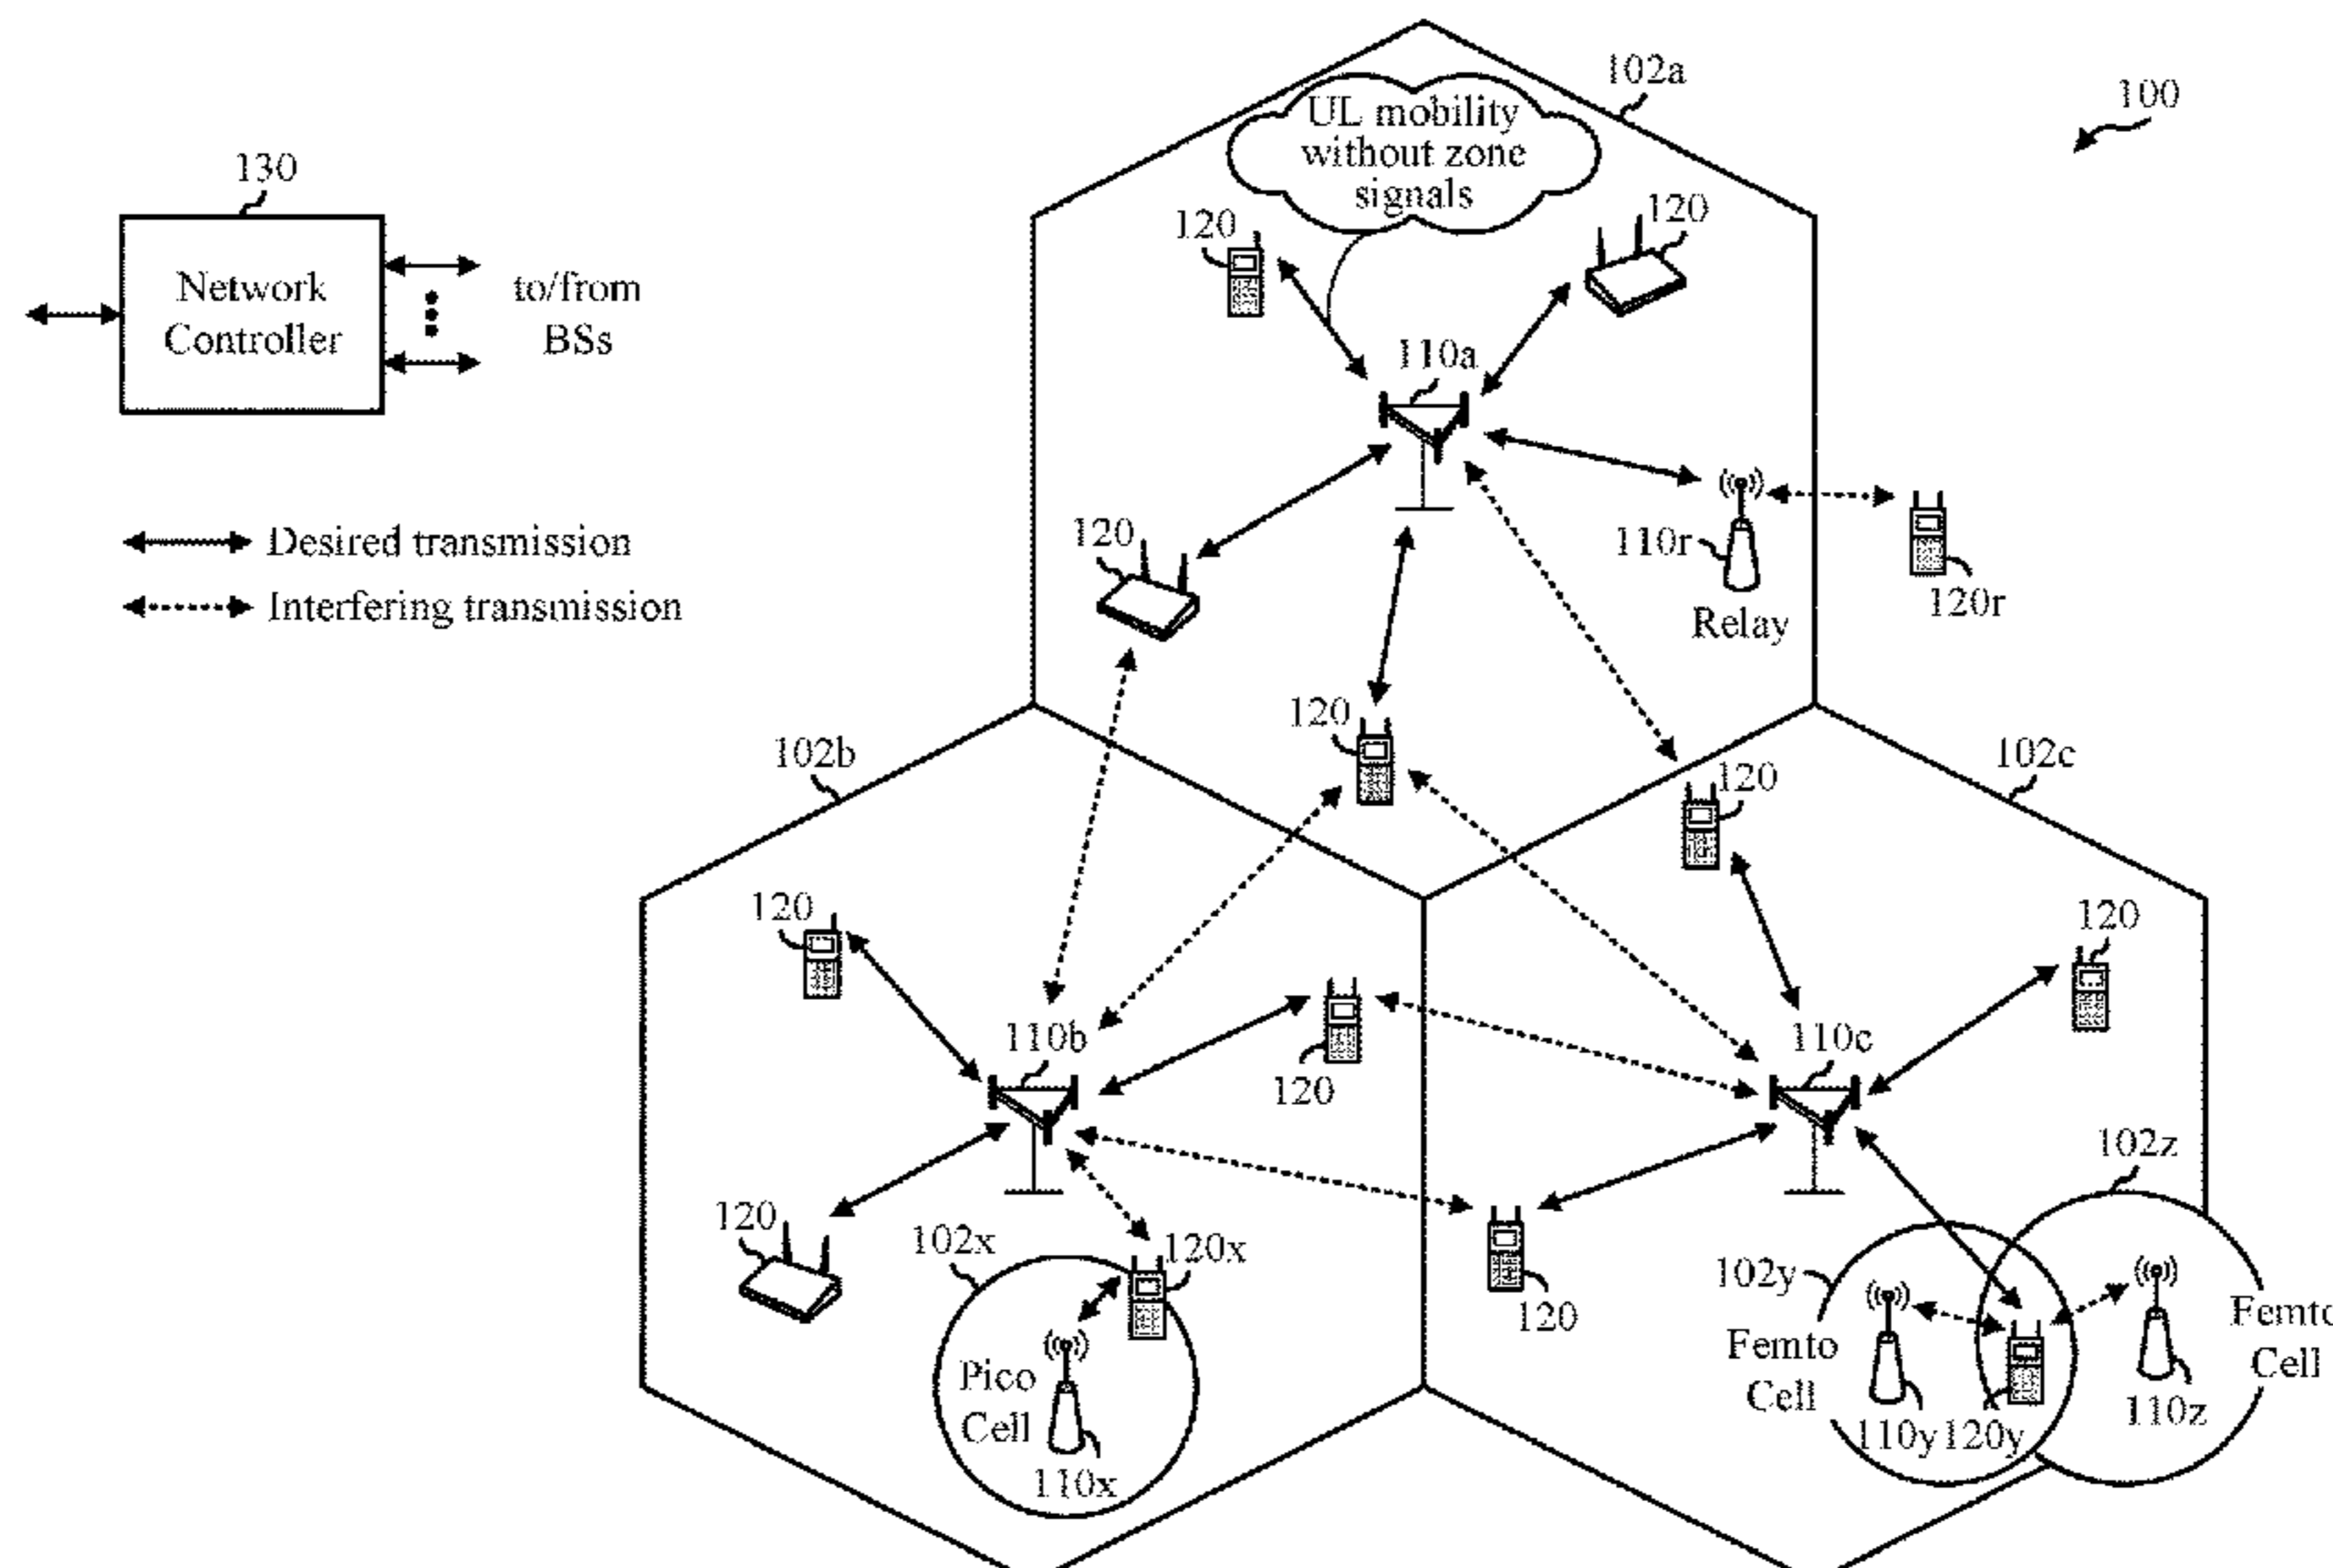 102a
100
UL mobility
without zone
signals
130
120
120
Network
Controller
to/from
BSs
110a
Desired transmission
Interfering transmission
120
110r
Relay
120r
120
102b
102c
120
120
120
110b
110c
120
102z
120
102x
120x
102y
120
Femto
Cell
Femto
Cell
Pico
Cell
110x
110y
120y
110z